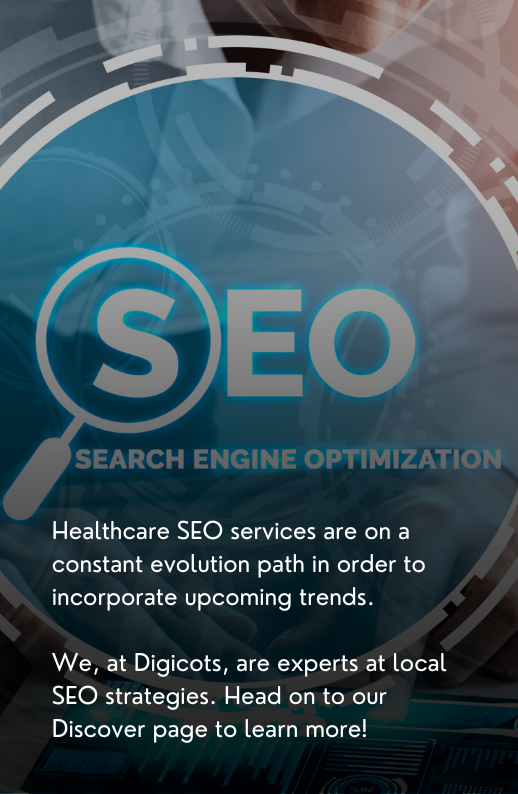 SEO
SEARCH ENGINE OPTIMIZATION
Healthcare SEO services are on a
constant evolution path in order to
incorporate upcoming trends.
We, at Digicots, are experts at local
SEO strategies. Head on to our
Discover page to learn more!